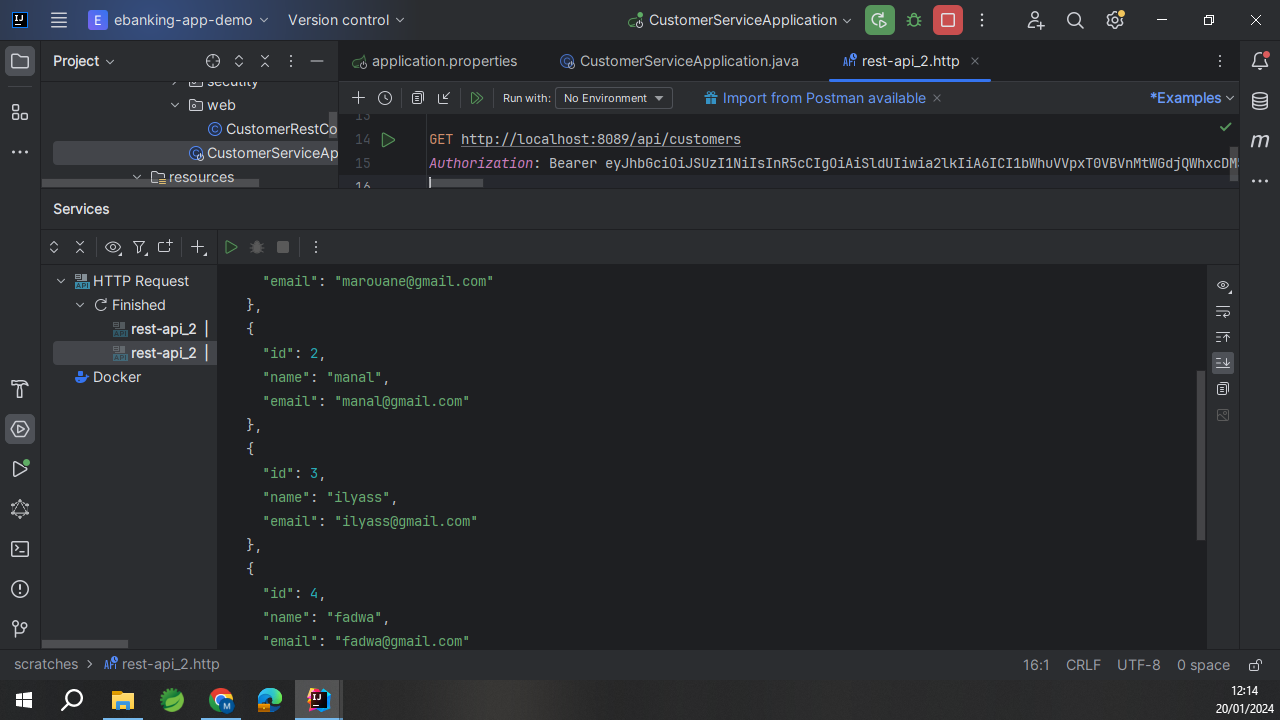 E ebanking-app-demo Version control CustomerServiceApplication
Project application.properties CustomerServiceApplication.java rest-api_2.http
web
CustomerRestCo
CustomerServiceAp
resources
Run with: No Environment Import from Postman available *Examples
13
14 GET http://localhost:8089/api/customers
15 Authorization: Bearer eyJhbGciOiJSUzI1NiIsInR5cCIgOiAiSldUIiwia2lkIiA6ICI1bWhuVVpxT0VBVnMtWGdjQWhxcDM
16
Services
HTTP Request
Finished
rest-api_2 |
rest-api_2 |
Docker
"email": "marouane@gmail.com"
},
{
"id": 2,
"name": "manal",
"email": "manal@gmail.com"
},
{
"id": 3,
"name": "ilyass",
"email": "ilyass@gmail.com"
},
{
"id": 4,
"name": "fadwa",
"email": "fadwa@gmail.com"
scratches rest-api_2.http 16:1 CRLF UTF-8 0 space
12:14
20/01/2024